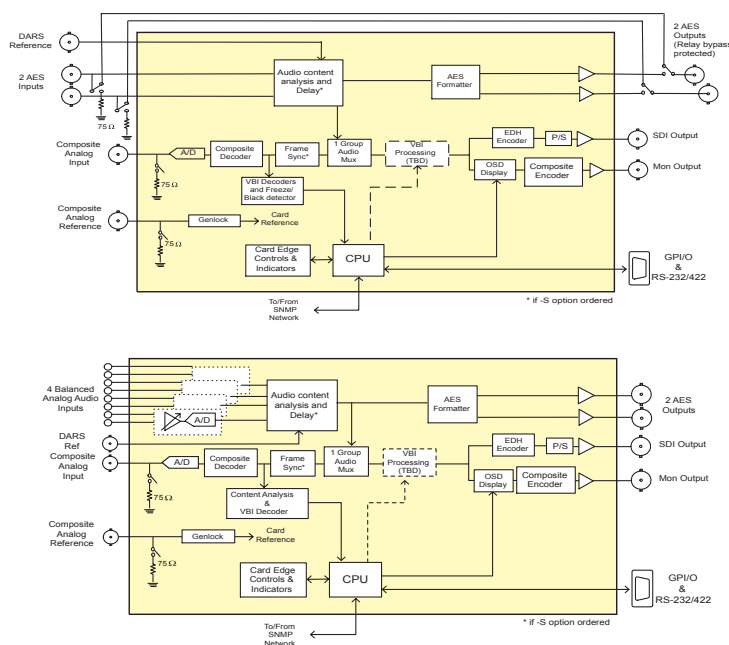 DARS
Reference
2 AES
Inputs
75 Ω
Composite
Analog
Input
75 Ω
Composite
Analog
Reference
75 Ω
Audio content
analysis and
Delay*
AES
Formatter
2 AES
Outputs
(Relay bypass
protected)
A/D
Composite
Decoder
Frame
Sync*
1 Group
Audio
Mux
VBI
Processing
(TBD)
EDH
Encoder
P/S
SDI Output
OSD
Display
Composite
Encoder
Mon Output
VBI Decoders
and Freeze/
Black detector
Genlock
Card
Reference
Card Edge
Controls &
Indicators
CPU
GPI/O
&
RS-232/422
To/From
SNMP
Network
* if -S option ordered
4 Balanced
Analog Audio
Inputs
A/D
Audio content
analysis and
Delay*
AES
Formatter
2 AES
Outputs
DARS
Ref
Composite
Analog
Input
75 Ω
A/D
Composite
Decoder
Frame
Sync*
1 Group
Audio
Mux
VBI
Processing
(TBD)
EDH
Encoder
P/S
SDI Output
OSD
Display
Composite
Encoder
Mon Output
Content Analysis
&
VBI Decoder
Composite
Analog
Reference
75 Ω
Genlock
Card
Reference
Card Edge
Controls &
Indicators
CPU
GPI/O
&
RS-232/422
To/From
SNMP
Network
* if -S option ordered